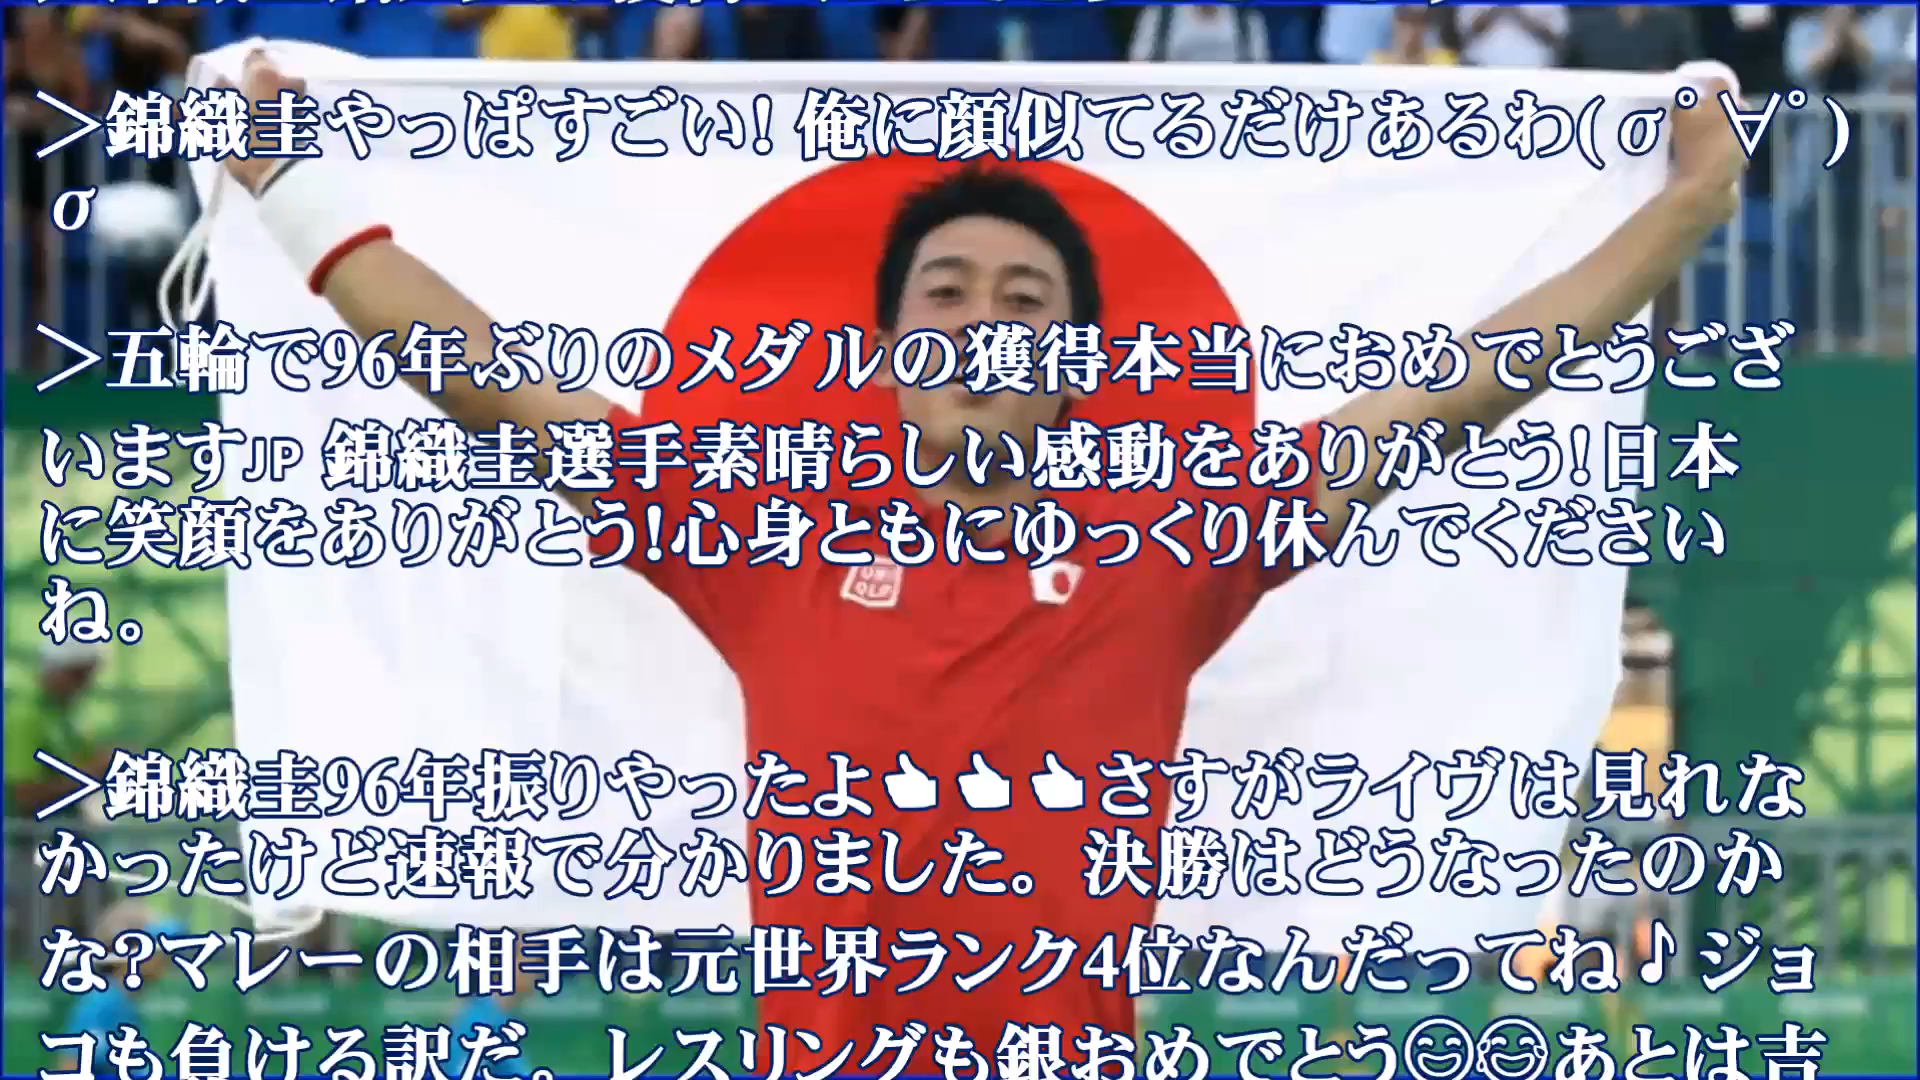 ＞錦織圭やっぱすごい！俺に顔似てるだけあるわ(σﾟ∀ﾟ)
σ
＞五輪で96年ぶりのメダルの獲得本当におめでとうござ
いますJP 錦織圭選手素晴らしい感動をありがとう！日本
に笑顔をありがとう！心身ともにゆっくり休んでください
ね。
UNI
QLO
＞錦織圭96年振りやったよ👍👍👍さすがライヴは見れな
かったけど速報で分かりました。決勝はどうなったのか
な？マレーの相手は元世界ランク4位なんだってね♪ジョ
コも負ける訳だ。レスリングも銀おめでとう😄😂あとは吉